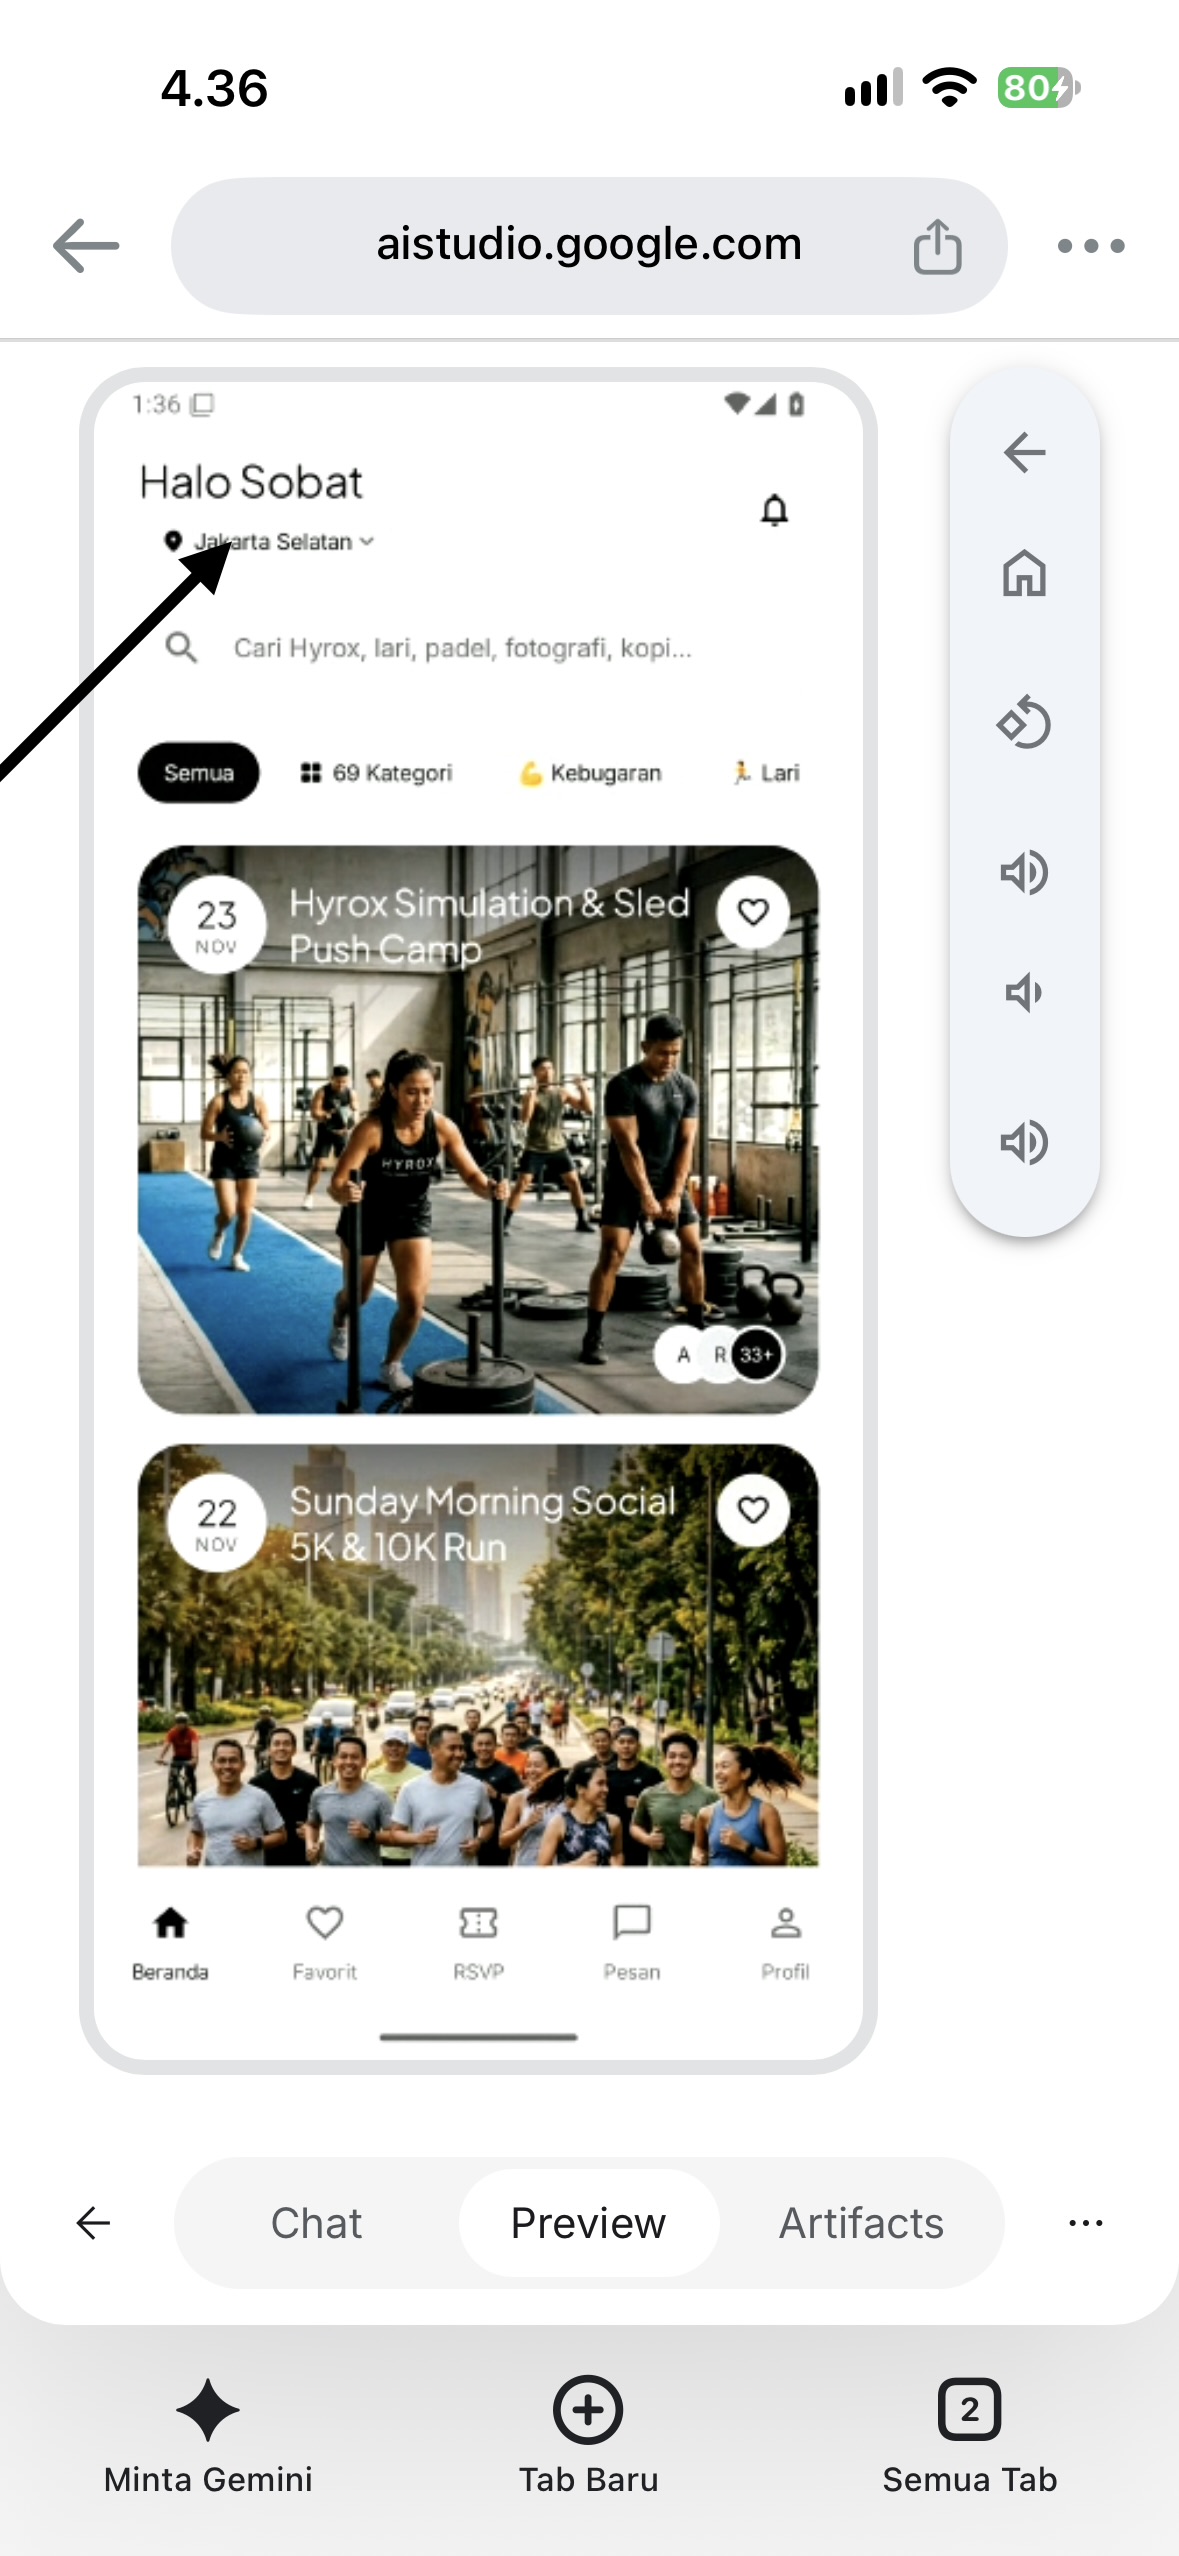 4.36
80
aistudio.google.com
1:36
Halo Sobat
Jakarta Selatan
Cari Hyrox, lari, padel, fotografi, kopi...
Semua
69 Kategori
Kebugaran
Lari
23
NOV
Hyrox Simulation & Sled
Push Camp
HYROX
A
R
33+
22
NOV
Sunday Morning Social
5K & 10K Run
Beranda
Favorit
RSVP
Pesan
Profil
Chat
Preview
Artifacts
Minta Gemini
Tab Baru
2
Semua Tab